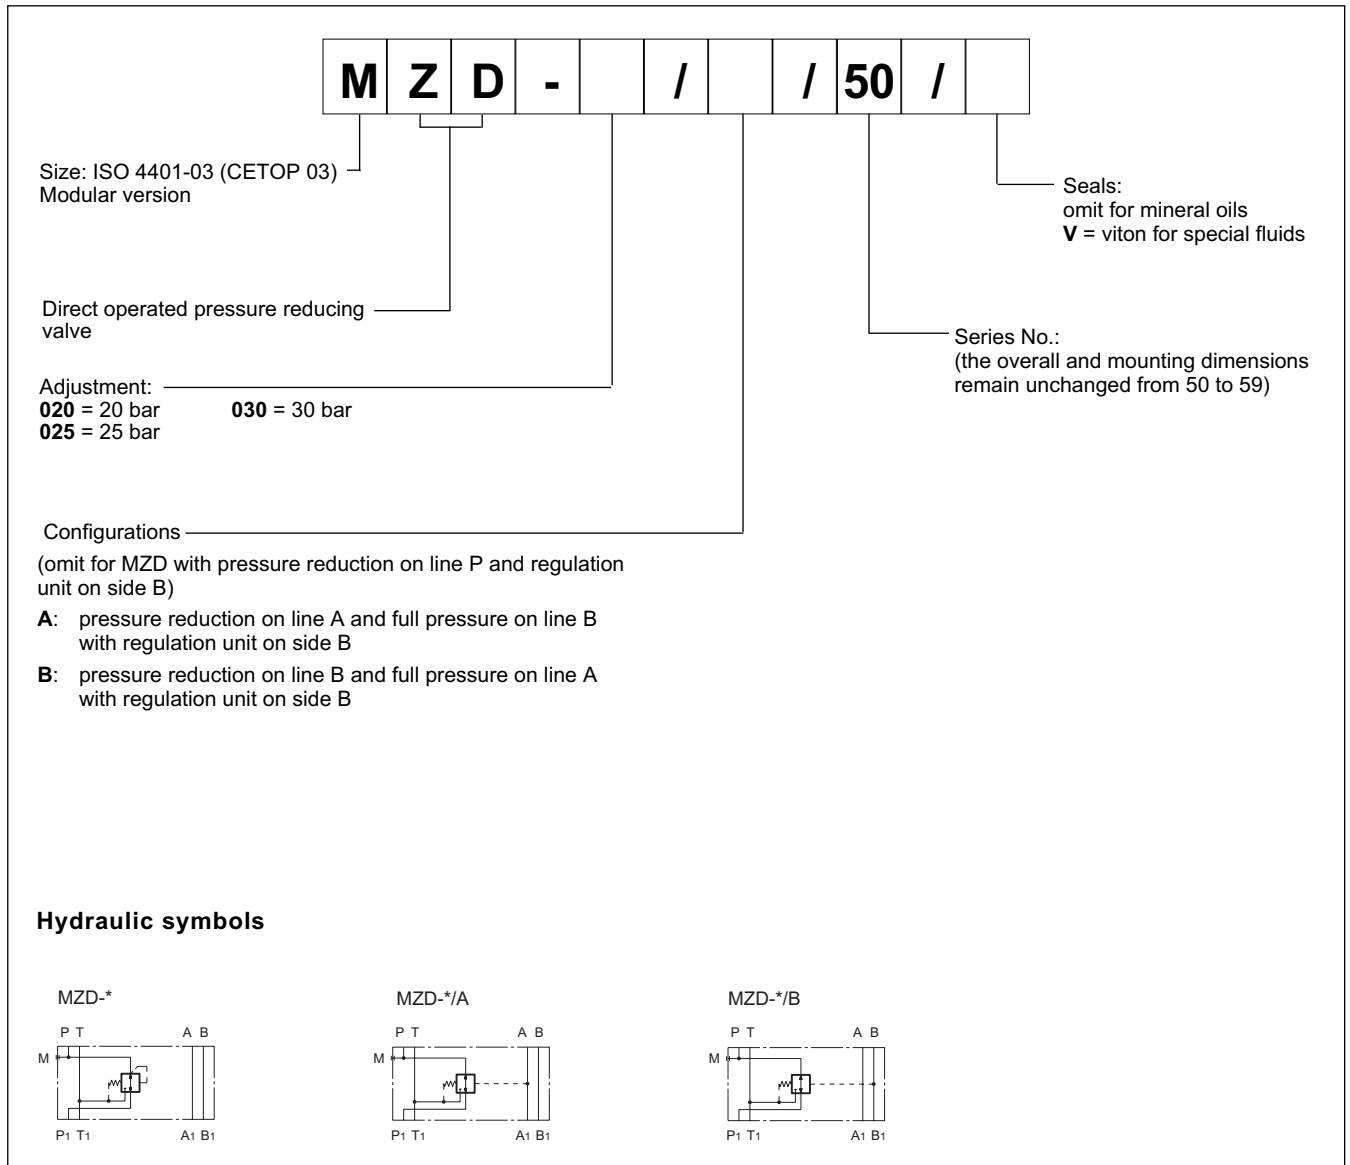 M Z D - / / 50 /
Size: ISO 4401-03 (CETOP 03)
Modular version
Seals:
omit for mineral oils
V = viton for special fluids
Direct operated pressure reducing
valve
Series No.:
(the overall and mounting dimensions
remain unchanged from 50 to 59)
Adjustment:
020 = 20 bar 030 = 30 bar
025 = 25 bar
Configurations
(omit for MZD with pressure reduction on line P and regulation
unit on side B)
A: pressure reduction on line A and full pressure on line B
with regulation unit on side B
B: pressure reduction on line B and full pressure on line A
with regulation unit on side B
Hydraulic symbols
MZD-* MZD-*/A MZD-*/B
P T A B P T A B P T A B
M M M
P1 T1 A1 B1 P1 T1 A1 B1 P1 T1 A1 B1